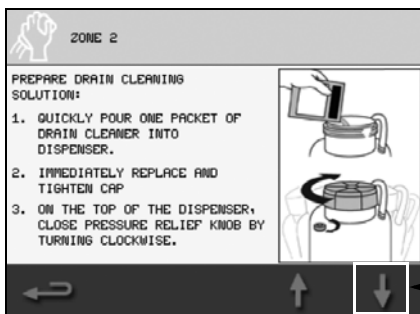 ZONE 2
PREPARE DRAIN CLEANING
SOLUTION:
1. QUICKLY POUR ONE PACKET OF
DRAIN CLEANER INTO
DISPENSER.
2. IMMEDIATELY REPLACE AND
TIGHTEN CAP
3. ON THE TOP OF THE DISPENSER,
CLOSE PRESSURE RELIEF KNOB BY
TURNING CLOCKWISE.